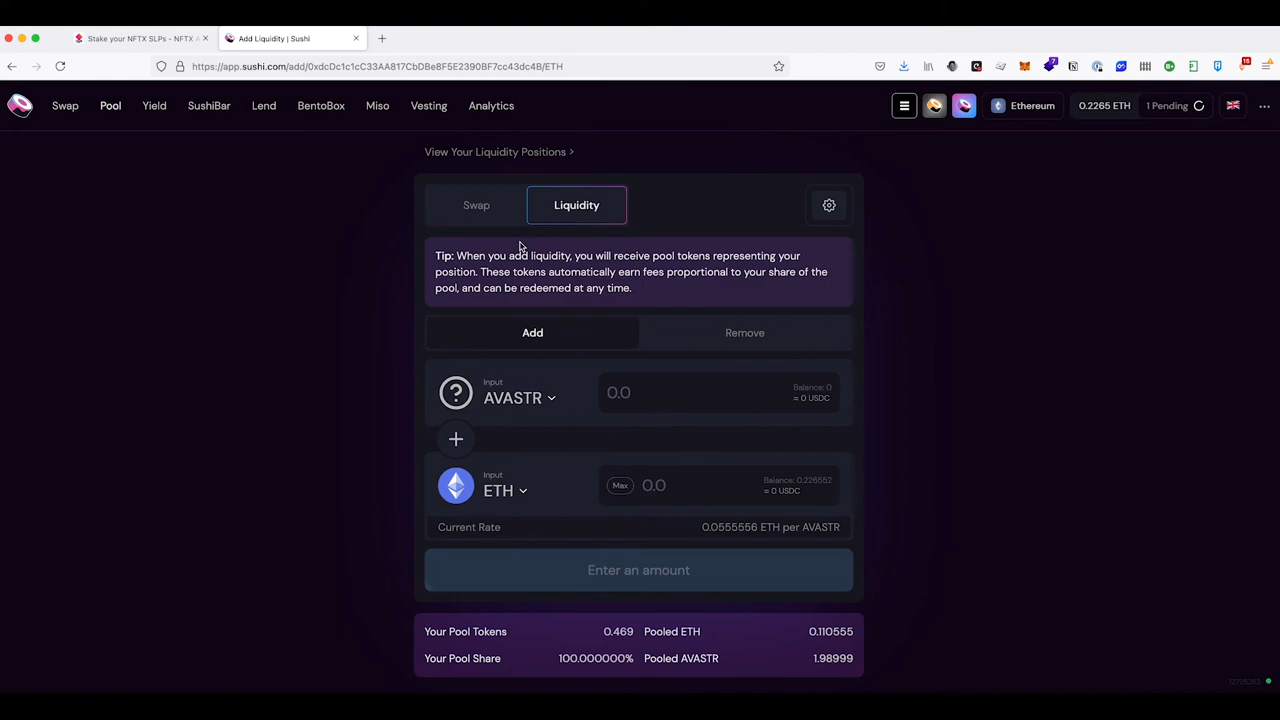 Stake your NFTX SLPs - NFTX A
Add Liquidity | Sushi
https://app.sushi.com/add/0xdcDc1c1cC33AA817CbDBe8F5E2390BF7cc43dc4B/ETH
7
15
Swap Pool Yield SushiBar Lend BentoBox Miso Vesting Analytics
Ethereum 0.2265 ETH 1 Pending
View Your Liquidity Positions >
Swap Liquidity
Tip: When you add liquidity, you will receive pool tokens representing your
position. These tokens automatically earn fees proportional to your share of the
pool, and can be redeemed at any time.
Add Remove
Input
AVASTR
0.0
Balance: 0
≈ 0 USDC
Input
ETH
Max 0.0
Balance: 0.226552
≈ 0 USDC
Current Rate 0.0555556 ETH per AVASTR
Enter an amount
Your Pool Tokens 0.469 Pooled ETH 0.110555
Your Pool Share 100.000000% Pooled AVASTR 1.98999